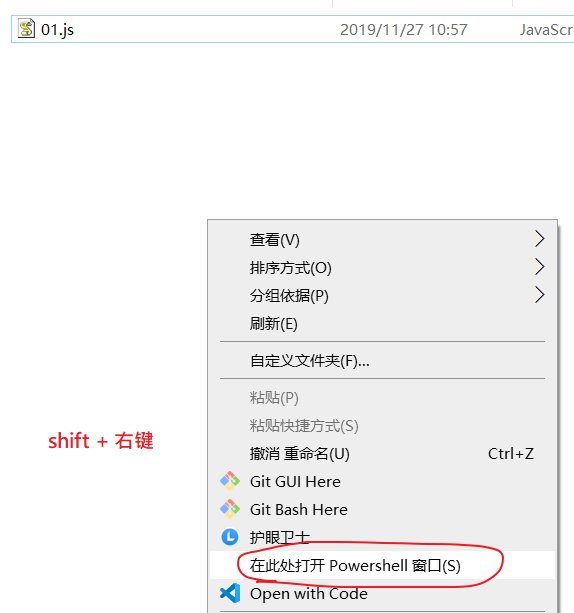 01.js 2019/11/27 10:57 JavaScr
查看(V)
排序方式(O)
分组依据(P)
刷新(E)
自定义文件夹(F)...
粘贴(P)
粘贴快捷方式(S)
shift + 右键
撤消 重命名(U) Ctrl+Z
Git GUI Here
Git Bash Here
护眼卫士
在此处打开 Powershell 窗口(S)
Open with Code